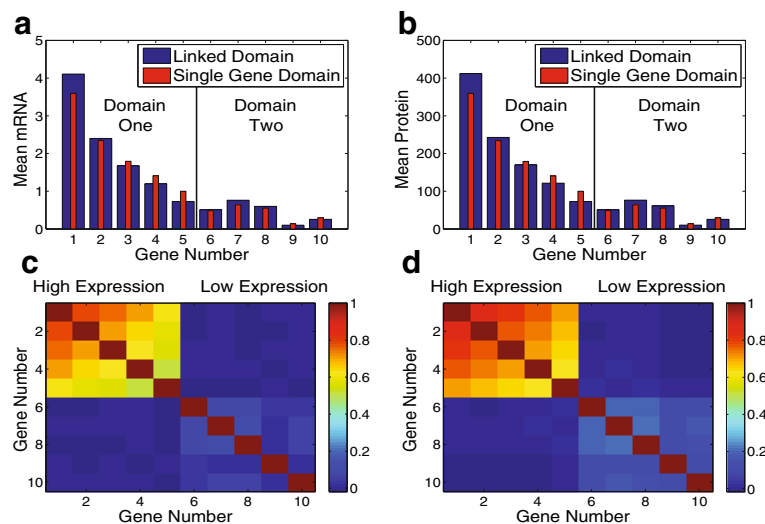 a
5
4
3
2
1
0
Mean mRNA
Linked Domain
Single Gene Domain
Domain
One
Domain
Two
1 2 3 4 5 6 7 8 9 10
Gene Number
b
500
400
300
200
100
0
Mean Protein
Linked Domain
Single Gene Domain
Domain
One
Domain
Two
1 2 3 4 5 6 7 8 9 10
Gene Number
c
High Expression Low Expression
Gene Number
2
4
6
8
10
2 4 6 8 10
Gene Number
1
0.8
0.6
0.4
0.2
0
d
High Expression Low Expression
Gene Number
2
4
6
8
10
2 4 6 8 10
Gene Number
1
0.8
0.6
0.4
0.2
0